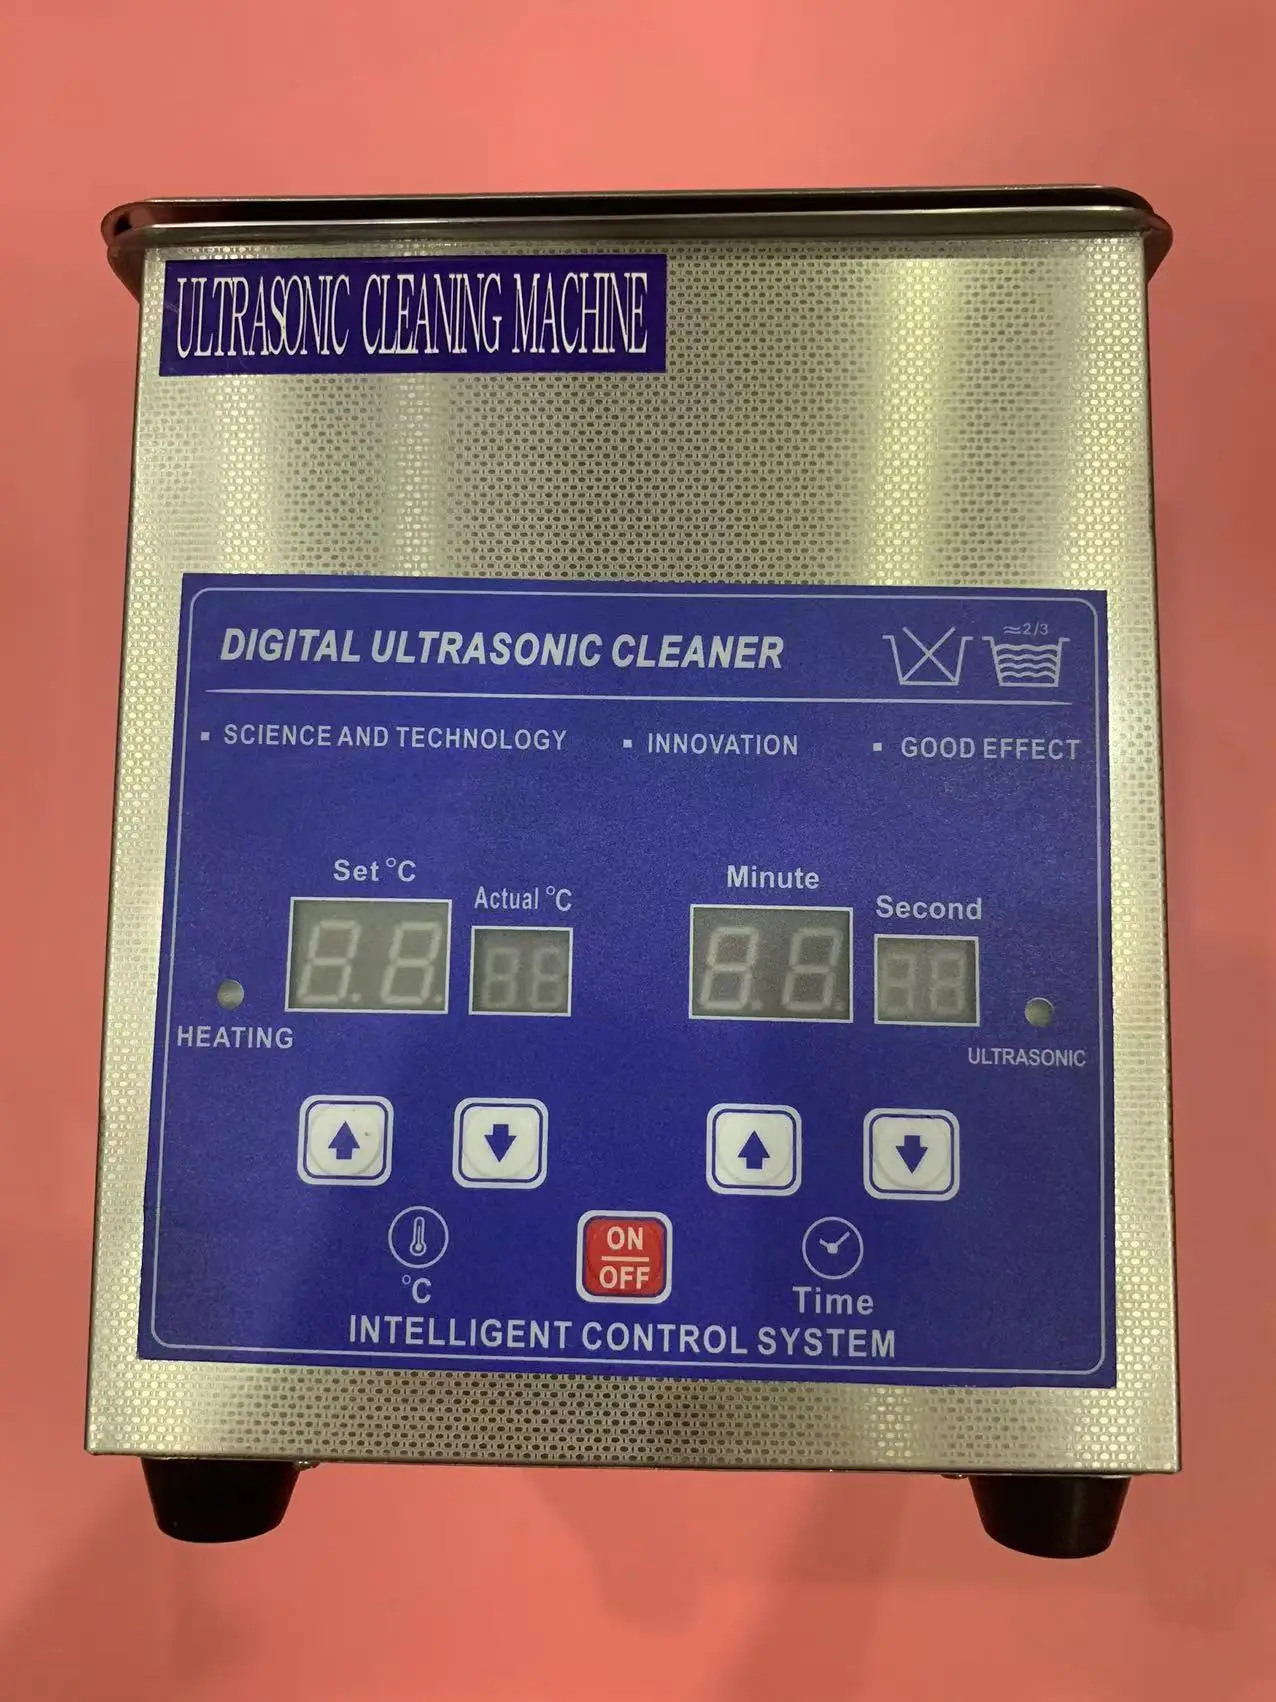 ULTRASONIC CLEANING MACHINE
DIGITAL ULTRASONIC CLEANER
≈2/3
▪ SCIENCE AND TECHNOLOGY ▪ INNOVATION ▪ GOOD EFFECT
Set °C
Actual °C
Minute
Second
HEATING
ULTRASONIC
ON
OFF
°C
Time
INTELLIGENT CONTROL SYSTEM